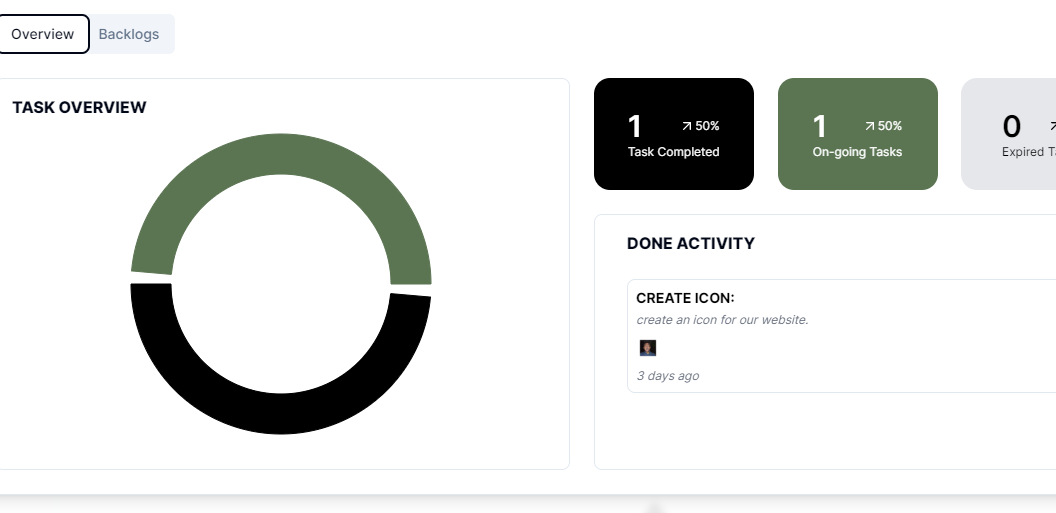 Overview
Backlogs
TASK OVERVIEW
1
50%
Task Completed
1
50%
On-going Tasks
0
Expired
DONE ACTIVITY
CREATE ICON:
create an icon for our website.
3 days ago